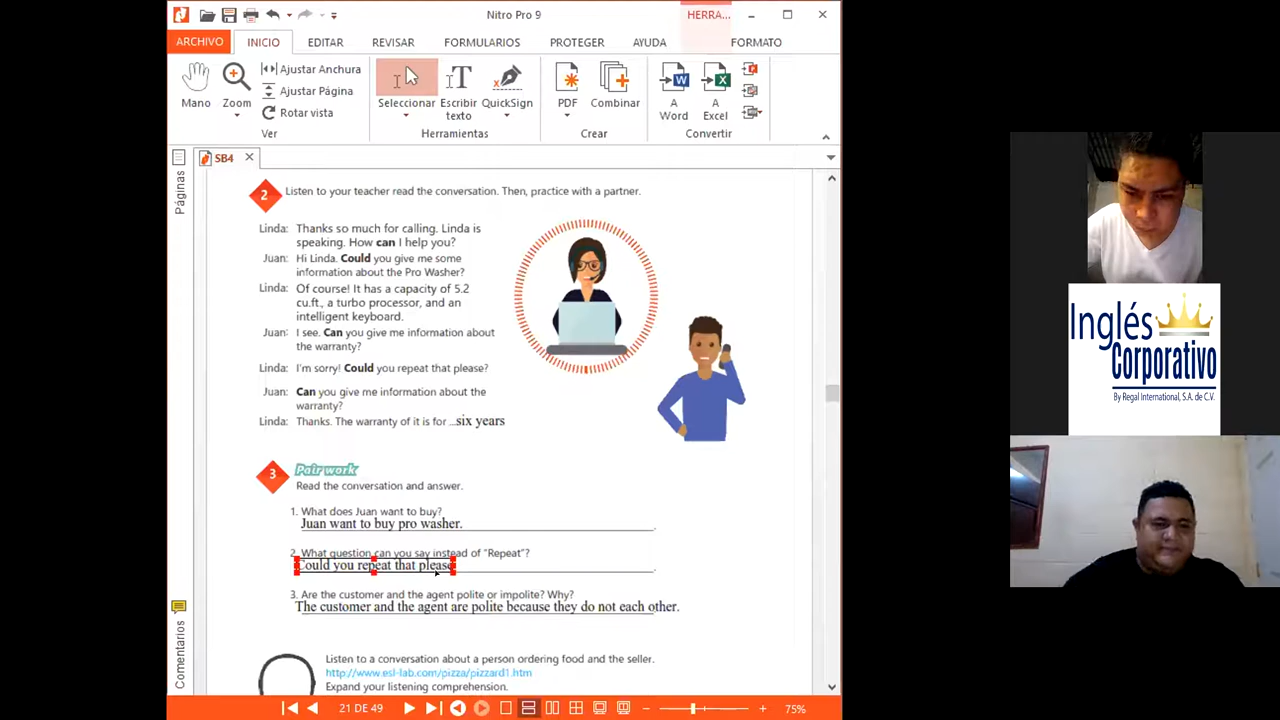 Nitro Pro 9
HERRA...
ARCHIVO
INICIO
EDITAR
REVISAR
FORMULARIOS
PROTEGER
AYUDA
FORMATO
Mano
Zoom
Ajustar Anchura
Ajustar Página
Rotar vista
Ver
Seleccionar
Escribir texto
QuickSign
Herramientas
PDF
Combinar
Crear
A Word
A Excel
Convertir
SB4
Páginas
Comentarios
2 Listen to your teacher read the conversation. Then, practice with a partner.
Linda: Thanks so much for calling. Linda is
speaking. How can I help you?
Juan: Hi Linda. Could you give me some
information about the Pro Washer?
Linda: Of course! It has a capacity of 5.2
cu.ft., a turbo processor, and an
intelligent keyboard.
Juan: I see. Can you give me information about
the warranty?
Linda: I'm sorry! Could you repeat that please?
Juan: Can you give me information about the
warranty?
Linda: Thanks. The warranty of it is for ...six years
3 Pair work
Read the conversation and answer.
1. What does Juan want to buy?
Juan want to buy pro washer.
2. What question can you say instead of “Repeat”?
Could you repeat that please
3. Are the customer and the agent polite or impolite? Why?
The customer and the agent are polite because they do not each other.
Listen to a conversation about a person ordering food and the seller.
http://www.esl-lab.com/pizza/pizzard1.htm
Expand your listening comprehension.
21 DE 49
75%
Inglés
Corporativo
By Regal International, S.A. de C.V.